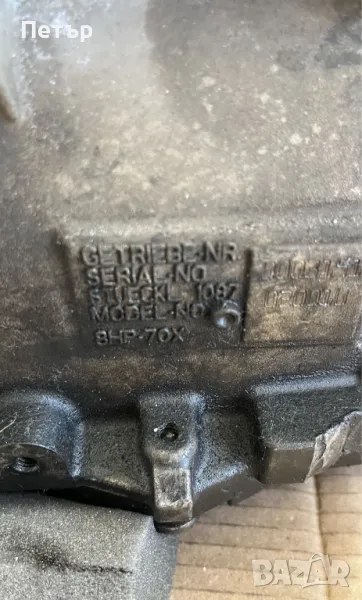 Петър
GETRIEBE-NR.
SERIAL-NO
STUECKL. 1087
MODEL-NO
8HP-70X
BAZAR